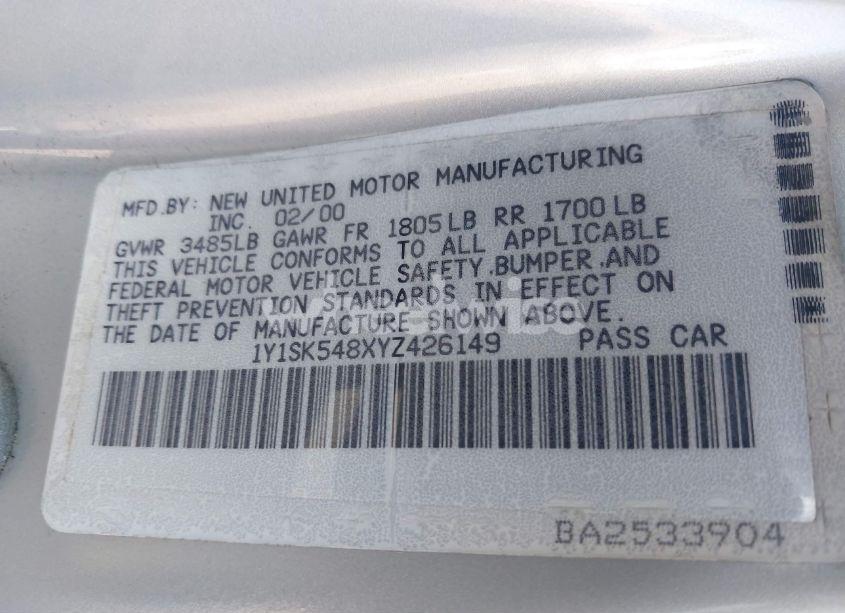 MFD.BY: NEW UNITED MOTOR MANUFACTURING
INC. 02/00
GVWR 3485LB GAWR FR 1805LB RR 1700LB
THIS VEHICLE CONFORMS TO ALL APPLICABLE
FEDERAL MOTOR VEHICLE SAFETY.BUMPER.AND
THEFT PREVENTION STANDARDS IN EFFECT ON
THE DATE OF MANUFACTURE SHOWN ABOVE.
1Y1SK548XYZ426149 PASS CAR
BA2533904